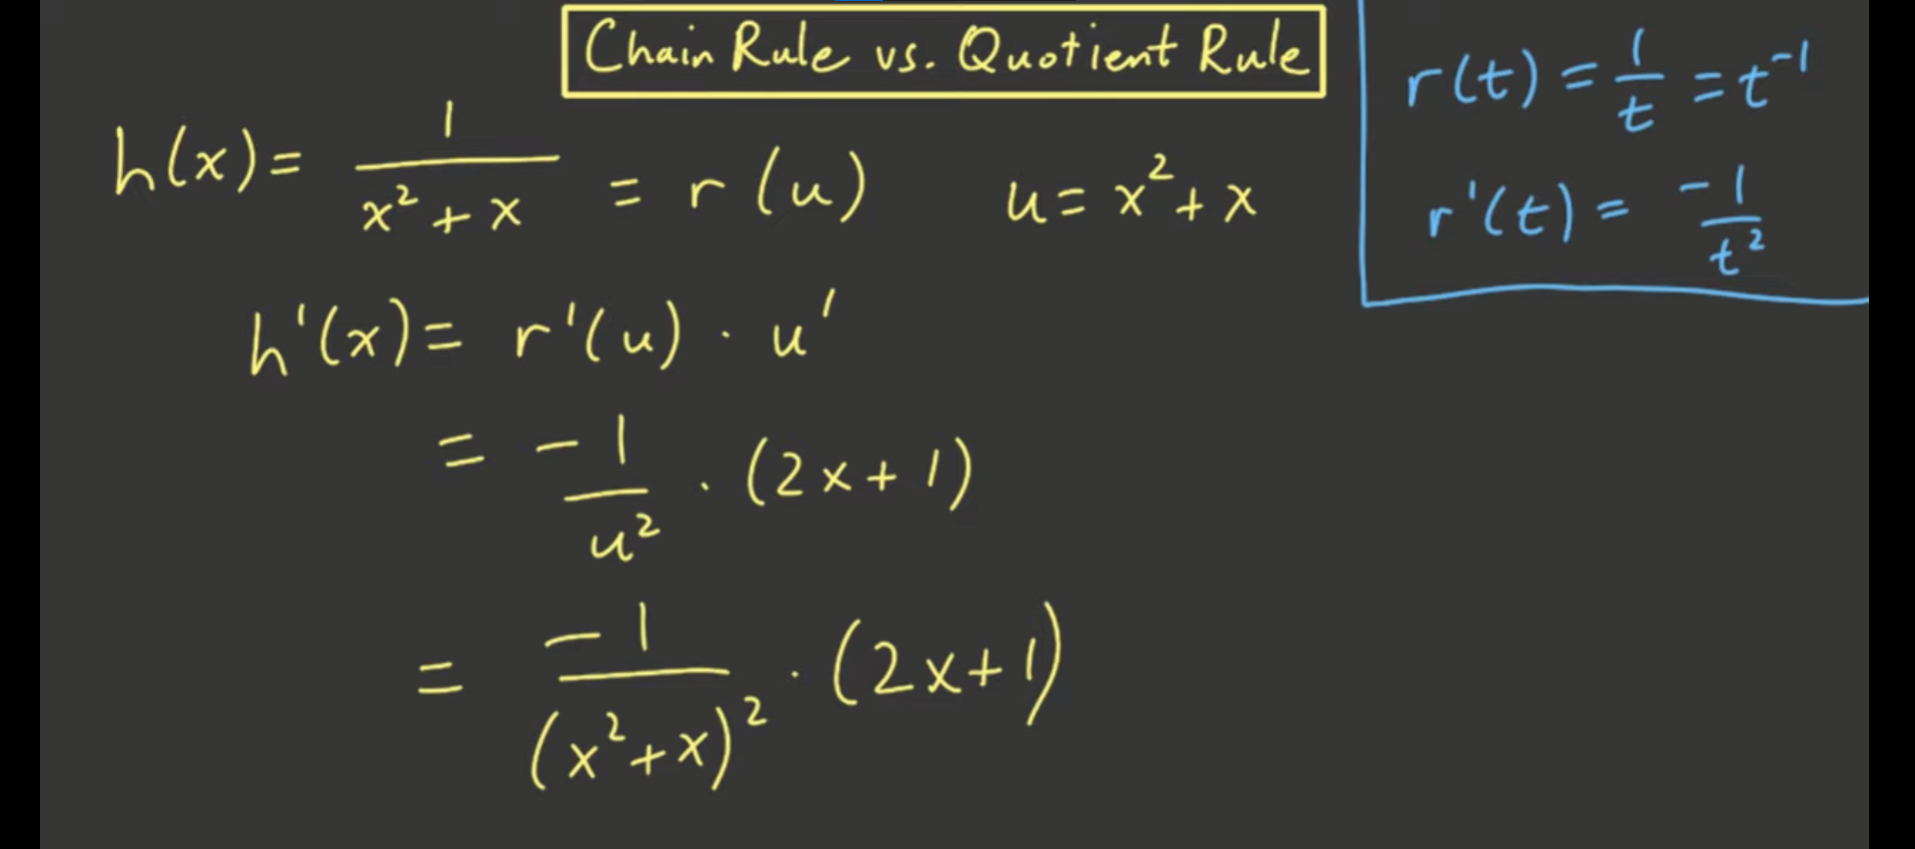 Chain Rule vs. Quotient Rule
h(x) = 1/(x² + x) = r(u)   u = x² + x
h'(x) = r'(u) · u'
= -1/u² · (2x + 1)
= -1/(x² + x)² · (2x + 1)
r(t) = 1/t = t⁻¹
r'(t) = -1/t²